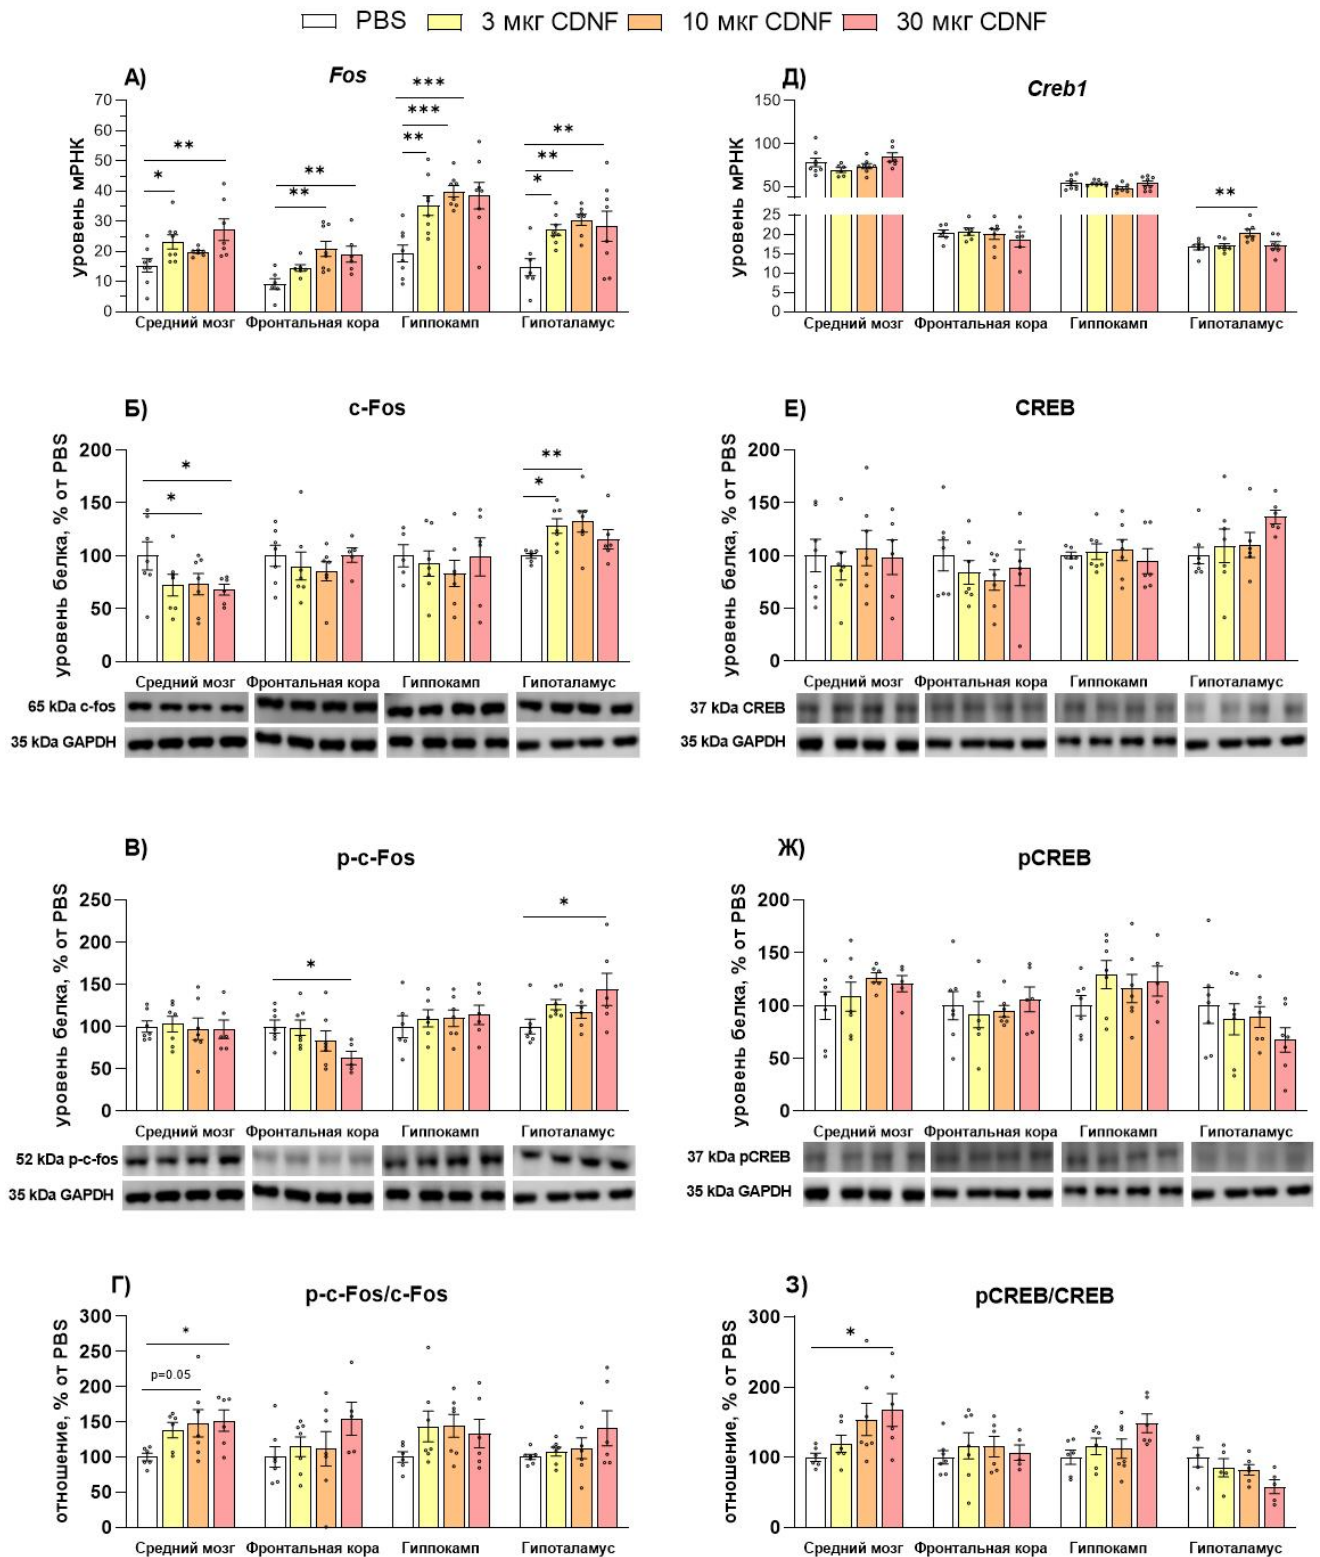 PBS 3 мкг CDNF 10 мкг CDNF 30 мкг CDNF
А)
Fos
уровень мРНК
70
60
50
40
30
20
10
0
* ** ** ** ** *** *** * ** **
Средний мозг Фронтальная кора Гиппокамп Гипоталамус
Д)
Creb1
уровень мРНК
150
100
50
25
20
15
10
5
0
**
Средний мозг Фронтальная кора Гиппокамп Гипоталамус
Б)
c-Fos
уровень белка, % от PBS
200
150
100
50
0
* * * **
Средний мозг Фронтальная кора Гиппокамп Гипоталамус
65 kDa c-fos
35 kDa GAPDH
Е)
CREB
уровень белка, % от PBS
200
150
100
50
0
Средний мозг Фронтальная кора Гиппокамп Гипоталамус
37 kDa CREB
35 kDa GAPDH
В)
p-c-Fos
уровень белка, % от PBS
250
200
150
100
50
0
* *
Средний мозг Фронтальная кора Гиппокамп Гипоталамус
52 kDa p-c-fos
35 kDa GAPDH
Ж)
pCREB
уровень белка, % от PBS
200
150
100
50
0
Средний мозг Фронтальная кора Гиппокамп Гипоталамус
37 kDa pCREB
35 kDa GAPDH
Г)
p-c-Fos/c-Fos
отношение, % от PBS
300
250
200
150
100
50
0
*
p=0.05
Средний мозг Фронтальная кора Гиппокамп Гипоталамус
З)
pCREB/CREB
отношение, % от PBS
300
200
100
0
*
Средний мозг Фронтальная кора Гиппокамп Гипоталамус